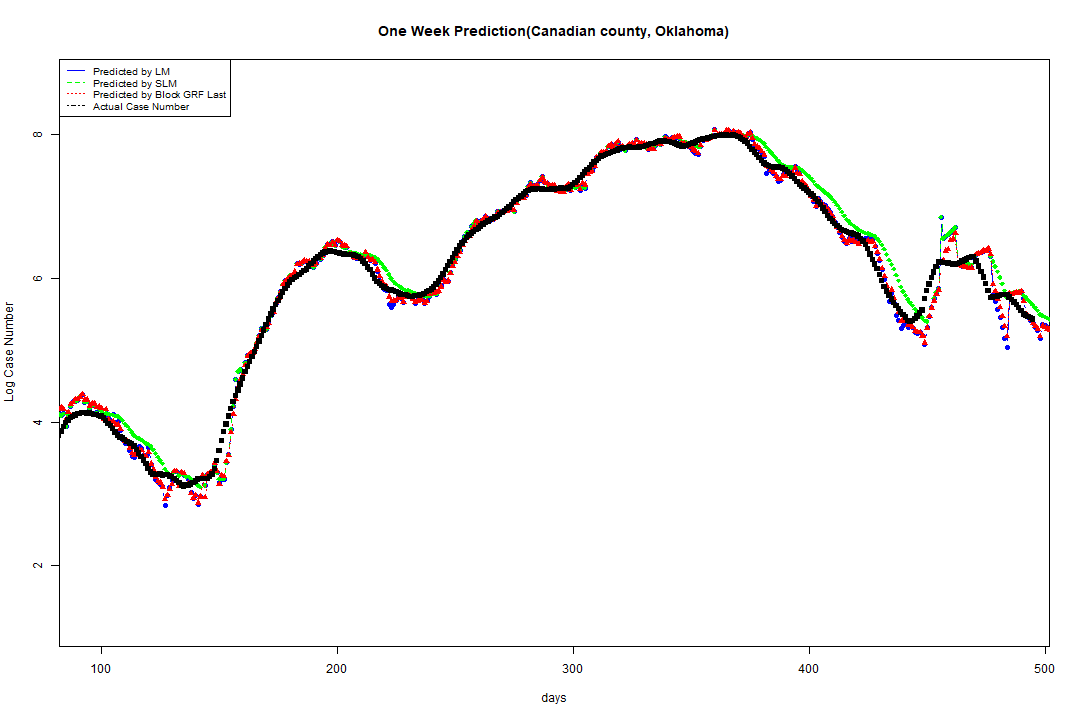 One Week Prediction(Canadian county, Oklahoma)
Predicted by LM
Predicted by SLM
Predicted by Block GRF Last
Actual Case Number
8
6
4
2
Log Case Number
100 200 300 400 500
days